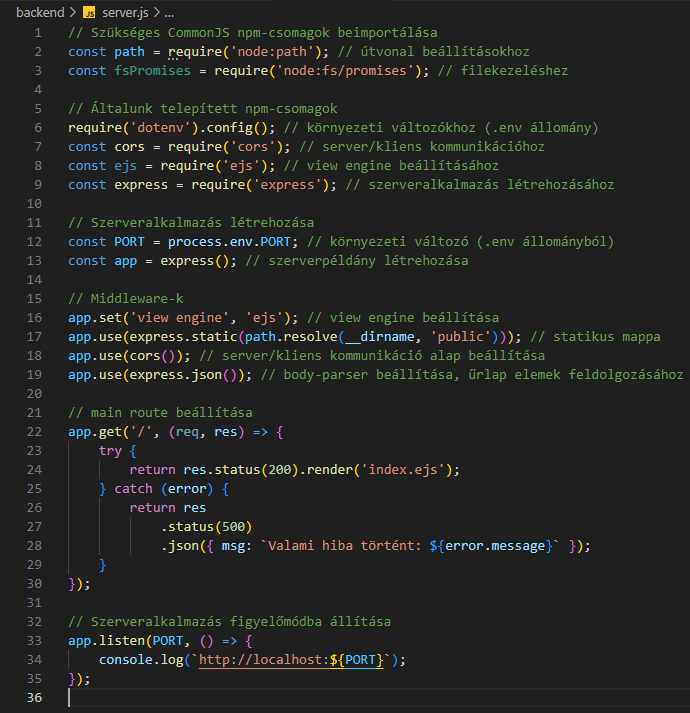 backend > JS server.js > ...
1 // Szükséges CommonJS npm-csomagok beimportálása
2 const path = require('node:path'); // útvonal beállításokhoz
3 const fsPromises = require('node:fs/promises'); // filekezeléshez
4
5 // Általunk telepített npm-csomagok
6 require('dotenv').config(); // környezeti változókhoz (.env állomány)
7 const cors = require('cors'); // server/kliens kommunikációhoz
8 const ejs = require('ejs'); // view engine beállításához
9 const express = require('express'); // szerveralkalmazás létrehozásához
10
11 // Szerveralkalmazás létrehozása
12 const PORT = process.env.PORT; // környezeti változó (.env állományból)
13 const app = express(); // szerverpéldány létrehozása
14
15 // Middleware-k
16 app.set('view engine', 'ejs'); // view engine beállítása
17 app.use(express.static(path.resolve(__dirname, 'public'))); // statikus mappa
18 app.use(cors()); // server/kliens kommunikáció alap beállítása
19 app.use(express.json()); // body-parser beállítása, űrlap elemek feldolgozásához
20
21 // main route beállítása
22 app.get('/', (req, res) => {
23     try {
24         return res.status(200).render('index.ejs');
25     } catch (error) {
26         return res
27             .status(500)
28             .json({ msg: `Valami hiba történt: ${error.message}` });
29     }
30 });
31
32 // Szerveralkalmazás figyelőmódba állítása
33 app.listen(PORT, () => {
34     console.log(`http://localhost:${PORT}`);
35 });
36